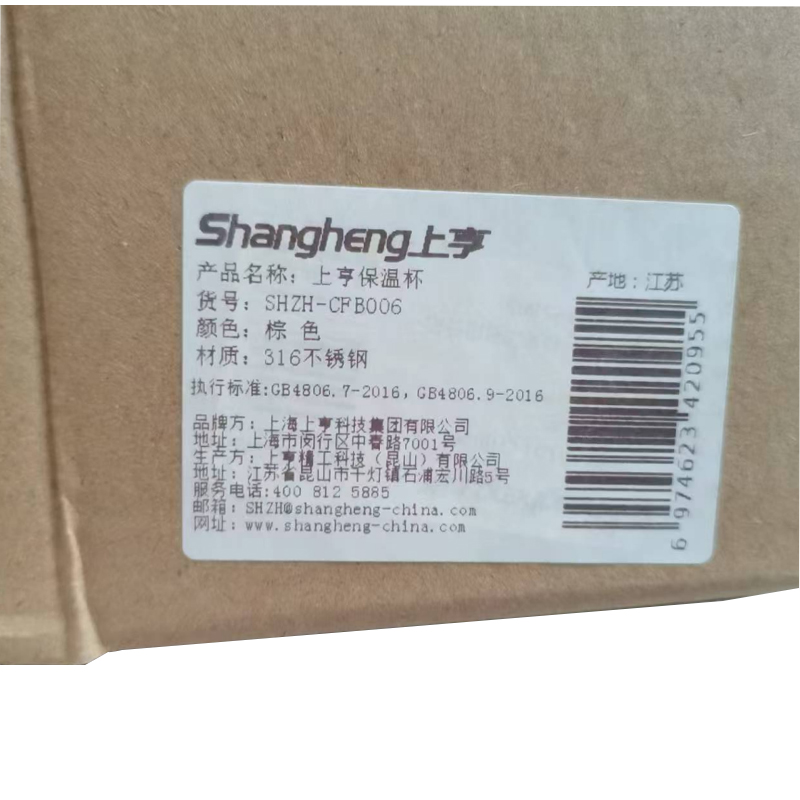 Shangheng上亨
产品名称：上亨保温杯
产地：江苏
货号：SHZH-CFB006
颜色：棕 色
材质：316不锈钢
执行标准:GB4806.7-2016，GB4806.9-2016
品牌方：上海上亨科技集团有限公司
地址：上海市闵行区中春路7001号
生产方：上亨精工科技（昆山）有限公司
地址：江苏省昆山市千灯镇石浦宏川路5号
服务电话:400 812 5885
邮箱：SHZH@shangheng-china.com
网址：www.shangheng-china.com
6 974623 420955